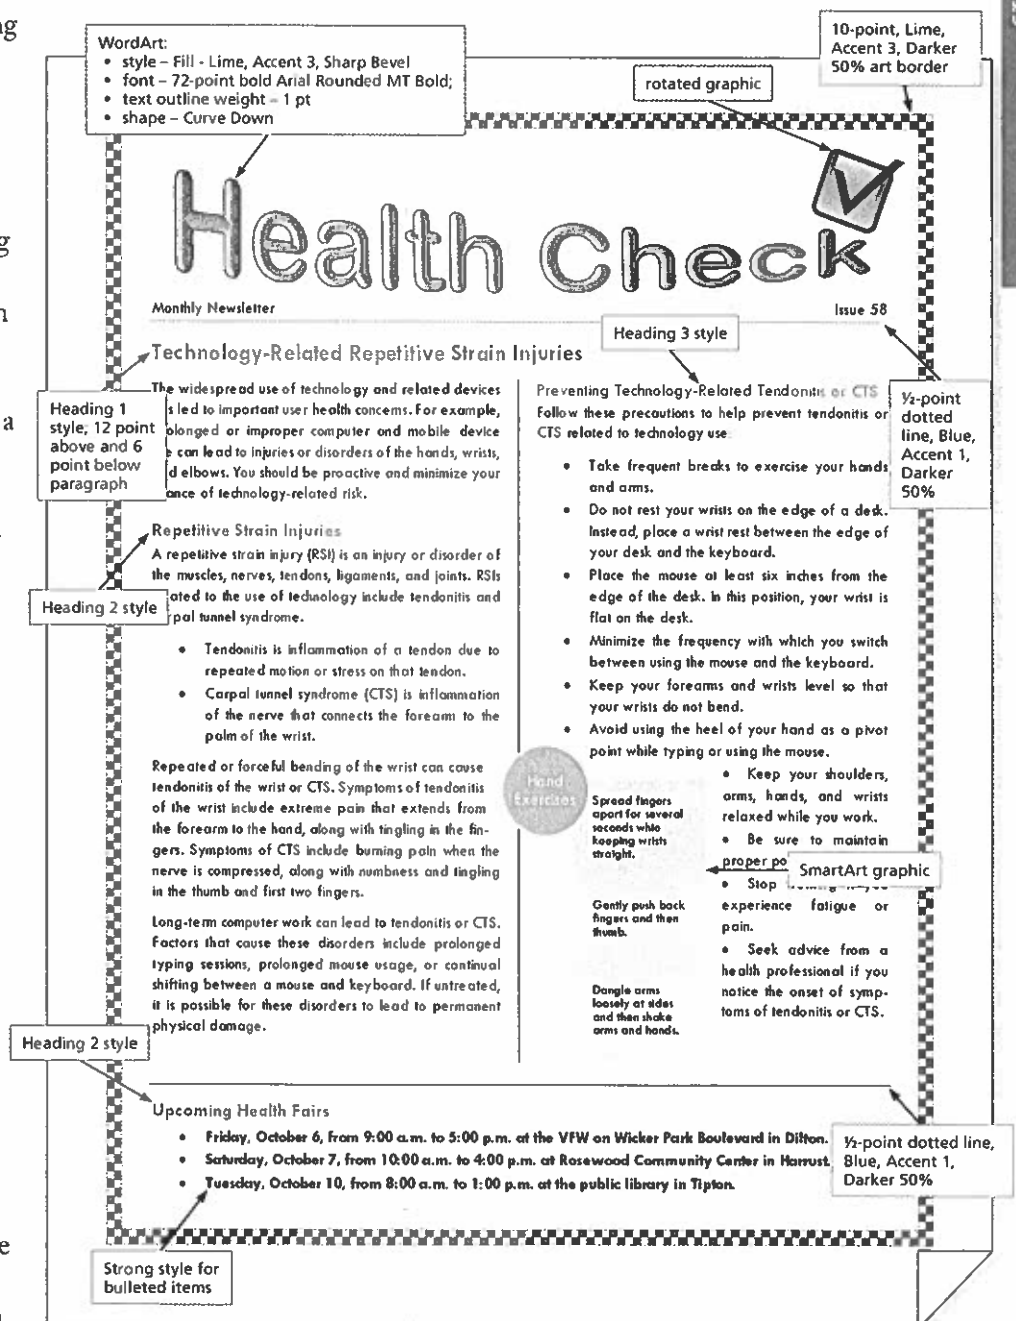 ng
g
n
a
e
WordArt:
• style – Fill - Lime, Accent 3, Sharp Bevel
• font – 72-point bold Arial Rounded MT Bold;
• text outline weight – 1 pt
• shape – Curve Down
rotated graphic
10-point, Lime,
Accent 3, Darker
50% art border
Health Check
Monthly Newsletter
Issue 58
Heading 3 style
Technology-Related Repetitive Strain Injuries
Heading 1
style; 12 point
above and 6
point below
paragraph
The widespread use of technology and related devices
s led to important user health concerns. For example,
olonged or improper computer and mobile device
e can lead to injuries or disorders of the hands, wrists,
d elbows. You should be proactive and minimize your
ance of technology-related risk.
Repetitive Strain Injuries
A repetitive strain injury (RSI) is an injury or disorder of
the muscles, nerves, tendons, ligaments, and joints. RSIs
ated to the use of technology include tendonitis and
pal tunnel syndrome.
Heading 2 style
• Tendonitis is inflammation of a tendon due to
repeated motion or stress on that tendon.
• Carpal tunnel syndrome (CTS) is inflammation
of the nerve that connects the forearm to the
palm of the wrist.
Repeated or forceful bending of the wrist can cause
tendonitis of the wrist or CTS. Symptoms of tendonitis
of the wrist include extreme pain that extends from
the forearm to the hand, along with tingling in the fin-
gers. Symptoms of CTS include burning pain when the
nerve is compressed, along with numbness and tingling
in the thumb and first two fingers.
Long-term computer work can lead to tendonitis or CTS.
Factors that cause these disorders include prolonged
typing sessions, prolonged mouse usage, or continual
shifting between a mouse and keyboard. If untreated,
it is possible for these disorders to lead to permanent
physical damage.
Heading 2 style
Preventing Technology-Related Tendonitis or CTS
Follow these precautions to help prevent tendonitis or
CTS related to technology use:
• Take frequent breaks to exercise your hands
and arms.
• Do not rest your wrists on the edge of a desk.
Instead, place a wrist rest between the edge of
your desk and the keyboard.
• Place the mouse at least six inches from the
edge of the desk. In this position, your wrist is
flat on the desk.
• Minimize the frequency with which you switch
between using the mouse and the keyboard.
• Keep your forearms and wrists level so that
your wrists do not bend.
• Avoid using the heel of your hand as a pivot
point while typing or using the mouse.
• Keep your shoulders,
arms, hands, and wrists
relaxed while you work.
• Be sure to maintain
proper po
• Stop
experience fatigue or
pain.
• Seek advice from a
health professional if you
notice the onset of symp-
toms of tendonitis or CTS.
½-point
dotted
line, Blue,
Accent 1,
Darker
50%
Hand
Exercises
Spread fingers
apart for several
seconds while
keeping wrists
straight.
Gently push back
fingers and then
thumb.
Dangle arms
loosely at sides
and then shake
arms and hands.
SmartArt graphic
Upcoming Health Fairs
• Friday, October 6, from 9:00 a.m. to 5:00 p.m. at the VFW on Wicker Park Boulevard in Dilton.
• Saturday, October 7, from 10:00 a.m. to 4:00 p.m. at Rosewood Community Center in Harrust.
• Tuesday, October 10, from 8:00 a.m. to 1:00 p.m. at the public library in Tipton.
½-point dotted line,
Blue, Accent 1,
Darker 50%
Strong style for
bulleted items